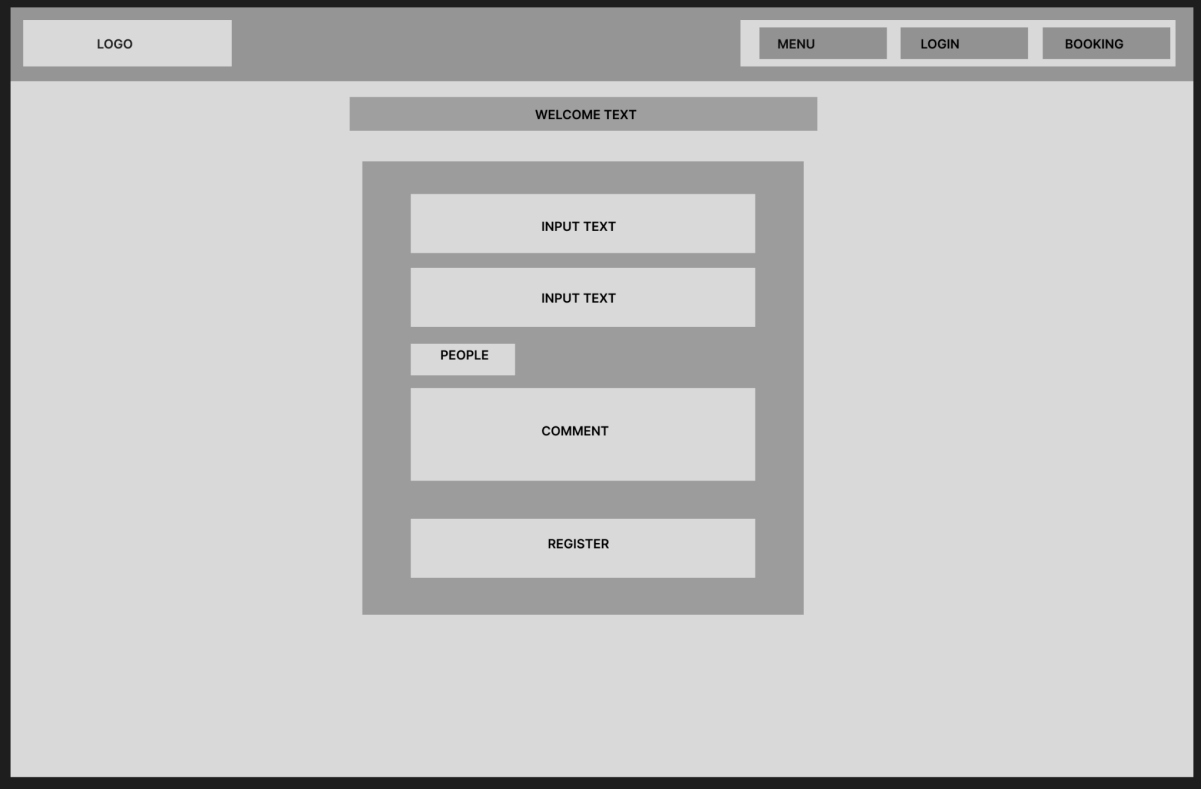 LOGO
MENU
LOGIN
BOOKING
WELCOME TEXT
INPUT TEXT
INPUT TEXT
PEOPLE
COMMENT
REGISTER